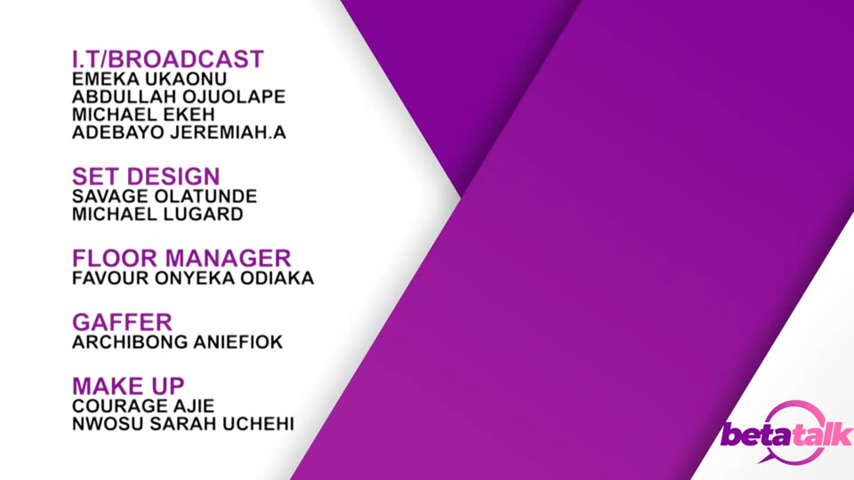 I.T/BROADCAST
EMEKA UKAONU
ABDULLAH OJUOLAPE
MICHAEL EKEH
ADEBAYO JEREMIAH.A
SET DESIGN
SAVAGE OLATUNDE
MICHAEL LUGARD
FLOOR MANAGER
FAVOUR ONYEKA ODIAKA
GAFFER
ARCHIBONG ANIEFIOK
MAKE UP
COURAGE AJIE
NWOSU SARAH UCHEHI
betatalk